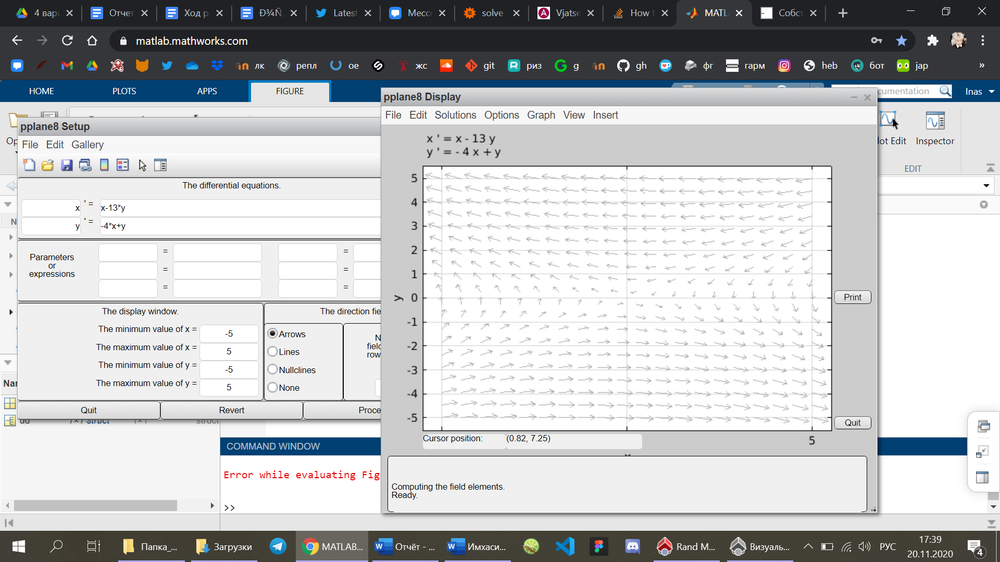 4 вари
Отчет
Ход р
Ð¾Ñ
Latest
Мессе
solve
Vjatse
How t
MATL
Собст
matlab.mathworks.com
лк
репл
oe
жс
git
риз
g
gh
фг
гарм
heb
бот
jap
»
HOME
PLOTS
APPS
FIGURE
cumentation
Inas
pplane8 Display
File Edit Solutions Options Graph View Insert
lot Edit
Inspector
EDIT
pplane8 Setup
File Edit Gallery
The differential equations.
x ' = x-13*y
y ' = -4*x+y
Parameters
or
expressions
= =
= =
= =
The display window.
The minimum value of x = -5
The maximum value of x = 5
The minimum value of y = -5
The maximum value of y = 5
The direction fie
Arrows
Lines
Nullclines
None
N
field
row
Quit
Revert
Proce
x ' = x - 13 y
y ' = - 4 x + y
5
4
3
2
1
0
-1
-2
-3
-4
-5
y
5
Print
Quit
Cursor position: (0.82, 7.25)
Computing the field elements.
Ready.
Nar
COMMAND WINDOW
Error while evaluating Fig
>>
Папка_...
Загрузки
MATLAB...
Отчёт - ...
Имхаси...
Rand M...
Визуаль...
РУС
17:39
20.11.2020
4